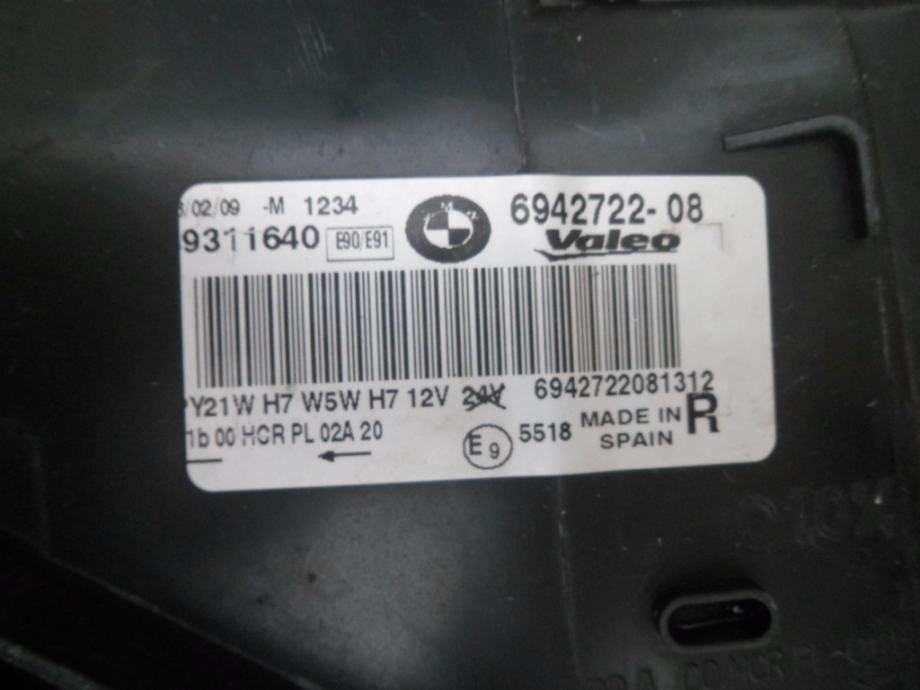 /02/09 -M 1234
6942722-08
9311640 E90/E91
Valeo
Y21W H7 W5W H7 12V 24V
6942722081312
1b 00 HCR PL 02A 20
E9
5518
MADE IN
SPAIN
R